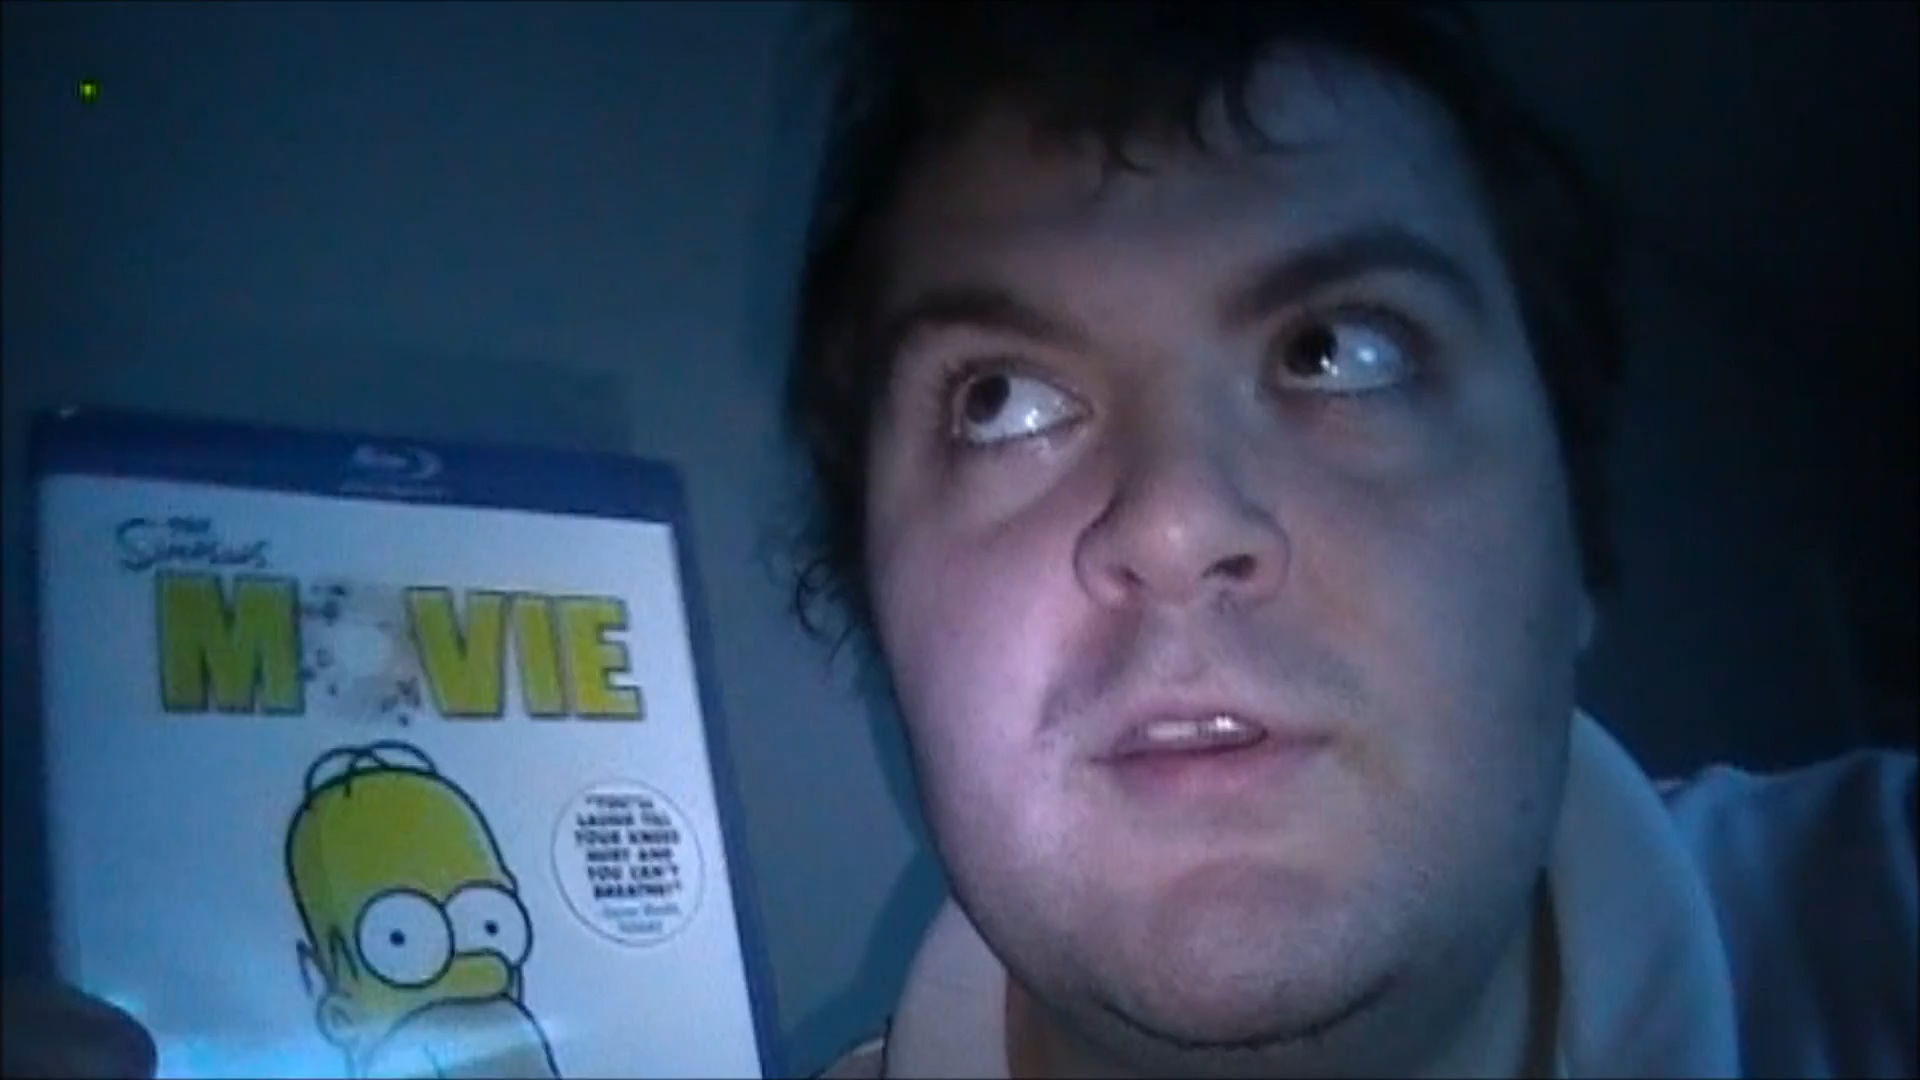 THE
Simpsons
M VIE
"YOU'LL
LAUGH TILL
YOUR KNEES
HURT AND
YOU CAN'T
BREATHE!"